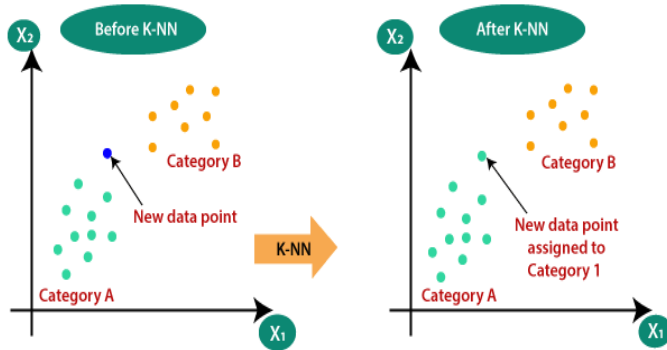 Before K-NN
X₂
Category B
New data point
Category A
X₁
K-NN
After K-NN
X₂
Category B
New data point
assigned to
Category 1
Category A
X₁